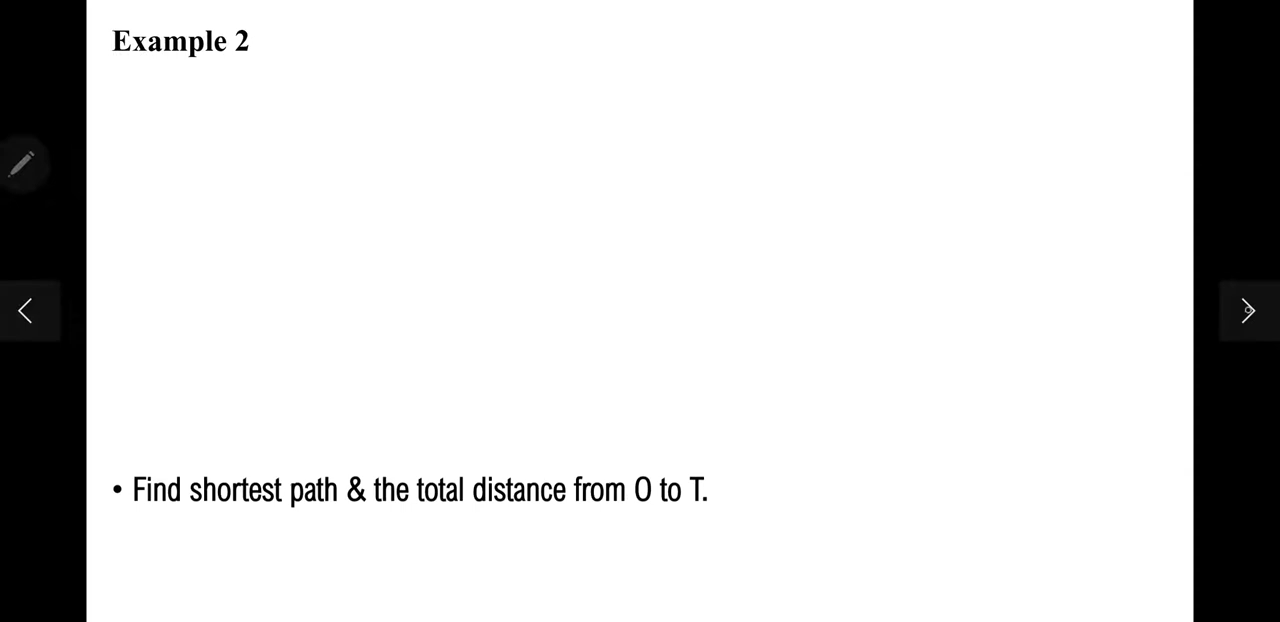 Example 2
• Find shortest path & the total distance from O to T.